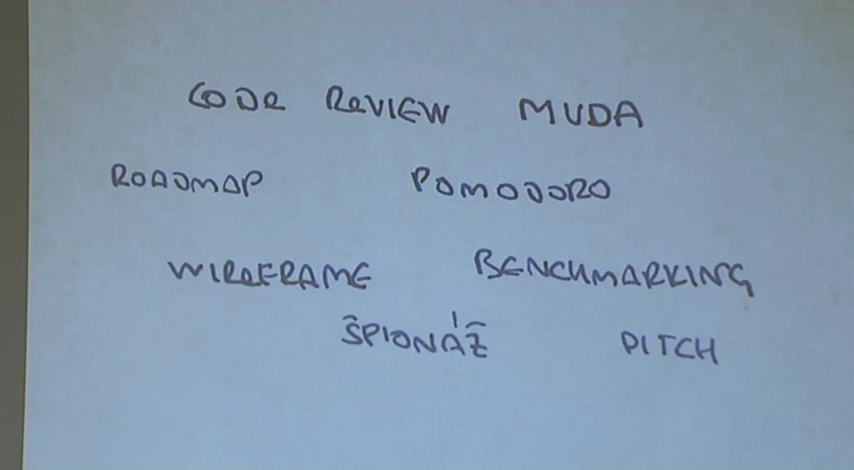 CODE REVIEW MUDA
ROADMAP POMODORO
WIREFRAME BENCHMARKING
ŠPIONÁŽ PITCH